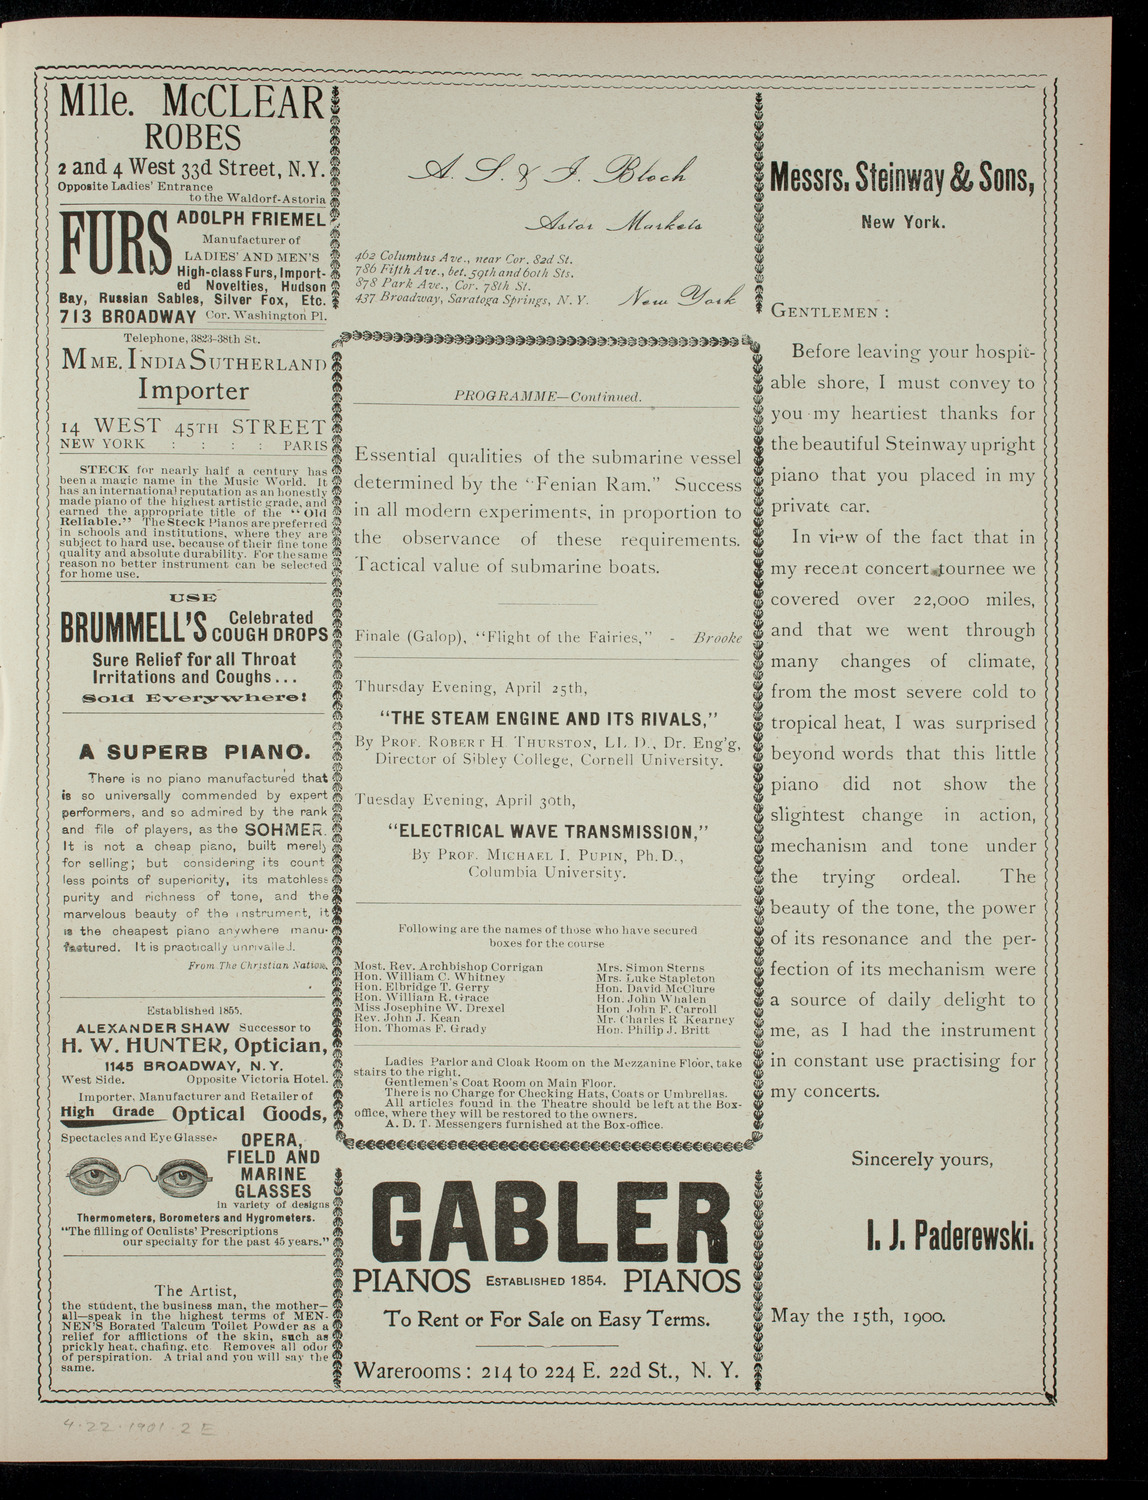 Mlle. McCLEAR
ROBES
2 and 4 West 33d Street, N.Y.
Opposite Ladies' Entrance
to the Waldorf-Astoria
FURS
ADOLPH FRIEMEL
Manufacturer of
LADIES' AND MEN'S
High-class Furs, Import-
ed Novelties, Hudson
Bay, Russian Sables, Silver Fox, Etc.
713 BROADWAY Cor. Washington Pl.
Telephone, 3823-38th St.
MME. INDIA SUTHERLAND
Importer
14 WEST 45TH STREET
NEW YORK : : : : PARIS
STECK for nearly half a century has
been a magic name in the Music World. It
has an international reputation as an honestly
made piano of the highest artistic grade, and
earned the appropriate title of the "Old
Reliable." The Steck Pianos are preferred
in schools and institutions, where they are
subject to hard use, because of their fine tone
quality and absolute durability. For the same
reason no better instrument can be selected
for home use.
USE
BRUMMELL'S Celebrated
COUGH DROPS
Sure Relief for all Throat
Irritations and Coughs...
Sold Everywhere!
A SUPERB PIANO.
There is no piano manufactured that
is so universally commended by expert
performers, and so admired by the rank
and file of players, as the SOHMER.
It is not a cheap piano, built merely
for selling; but considering its count
less points of superiority, its matchless
purity and richness of tone, and the
marvelous beauty of the instrument, it
is the cheapest piano anywhere manu-
factured. It is practically unrivalled.
From The Christian Nation.
Established 1855.
ALEXANDER SHAW Successor to
H. W. HUNTER, Optician,
1145 BROADWAY, N. Y.
West Side. Opposite Victoria Hotel.
Importer, Manufacturer and Retailer of
High Grade Optical Goods,
Spectacles and Eye Glasses
OPERA,
FIELD AND
MARINE
GLASSES
in variety of designs
Thermometers, Borometers and Hygrometers.
"The filling of Oculists' Prescriptions
our specialty for the past 45 years."
The Artist,
the student, the business man, the mother—
all—speak in the highest terms of MEN-
NEN'S Borated Talcum Toilet Powder as a
relief for afflictions of the skin, such as
prickly heat, chafing, etc Removes all odor
of perspiration. A trial and you will say the
same.
A. S. & I. Bloch
Astor Markets
462 Columbus Ave., near Cor. 82d St.
786 Fifth Ave., bet. 59th and 60th Sts.
878 Park Ave., Cor. 78th St.
437 Broadway, Saratoga Springs, N. Y.
New York
PROGRAMME—Continued.
Essential qualities of the submarine vessel
determined by the "Fenian Ram." Success
in all modern experiments, in proportion to
the observance of these requirements.
Tactical value of submarine boats.
Finale (Galop), "Flight of the Fairies," - Brooke
Thursday Evening, April 25th,
"THE STEAM ENGINE AND ITS RIVALS,"
By PROF. ROBERT H. THURSTON, LL. D., Dr. Eng'g,
Director of Sibley College, Cornell University.
Tuesday Evening, April 30th,
"ELECTRICAL WAVE TRANSMISSION,"
By PROF. MICHAEL I. PUPIN, Ph. D.,
Columbia University.
Following are the names of those who have secured
boxes for the course
Most. Rev. Archbishop Corrigan
Hon. William C. Whitney
Hon. Elbridge T. Gerry
Hon. William R. Grace
Miss Josephine W. Drexel
Rev. John J. Kean
Hon. Thomas F. Grady
Mrs. Simon Sterns
Mrs. Luke Stapleton
Hon. David McClure
Hon. John Whalen
Hon John F. Carroll
Mr. Charles R Kearney
Hon. Philip J. Britt
Ladies Parlor and Cloak Room on the Mezzanine Floor, take
stairs to the right.
Gentlemen's Coat Room on Main Floor.
There is no Charge for Checking Hats, Coats or Umbrellas.
All articles found in the Theatre should be left at the Box-
office, where they will be restored to the owners.
A. D. T. Messengers furnished at the Box-office.
GABLER
PIANOS ESTABLISHED 1854. PIANOS
To Rent or For Sale on Easy Terms.
Warerooms: 214 to 224 E. 22d St., N. Y.
Messrs. Steinway & Sons,
New York.
GENTLEMEN :
Before leaving your hospit-
able shore, I must convey to
you my heartiest thanks for
the beautiful Steinway upright
piano that you placed in my
private car.
In view of the fact that in
my recent concert tournee we
covered over 22,000 miles,
and that we went through
many changes of climate,
from the most severe cold to
tropical heat, I was surprised
beyond words that this little
piano did not show the
slightest change in action,
mechanism and tone under
the trying ordeal. The
beauty of the tone, the power
of its resonance and the per-
fection of its mechanism were
a source of daily delight to
me, as I had the instrument
in constant use practising for
my concerts.
Sincerely yours,
I. J. Paderewski.
May the 15th, 1900.
4.22.1901.2E